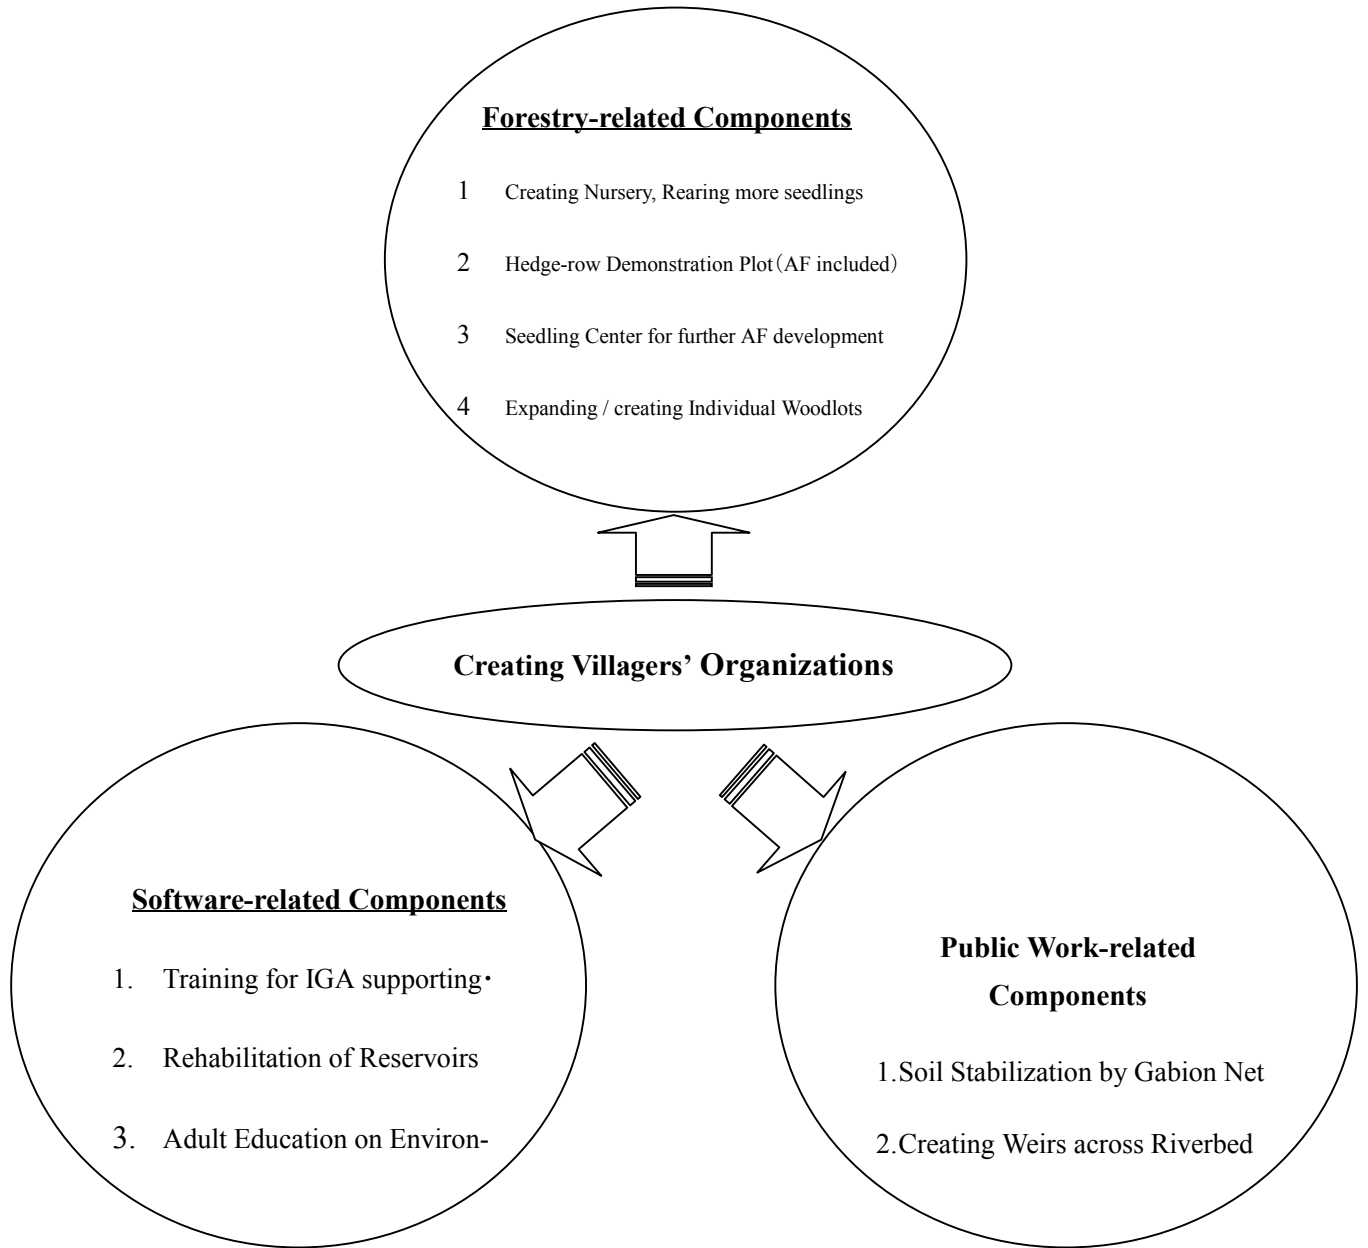 Forestry-related Components
1 Creating Nursery, Rearing more seedlings
2 Hedge-row Demonstration Plot（AF included）
3 Seedling Center for further AF development
4 Expanding / creating Individual Woodlots
Creating Villagers’ Organizations
Software-related Components
1. Training for IGA supporting･
2. Rehabilitation of Reservoirs
3. Adult Education on Environ-
Public Work-related
Components
1.Soil Stabilization by Gabion Net
2.Creating Weirs across Riverbed